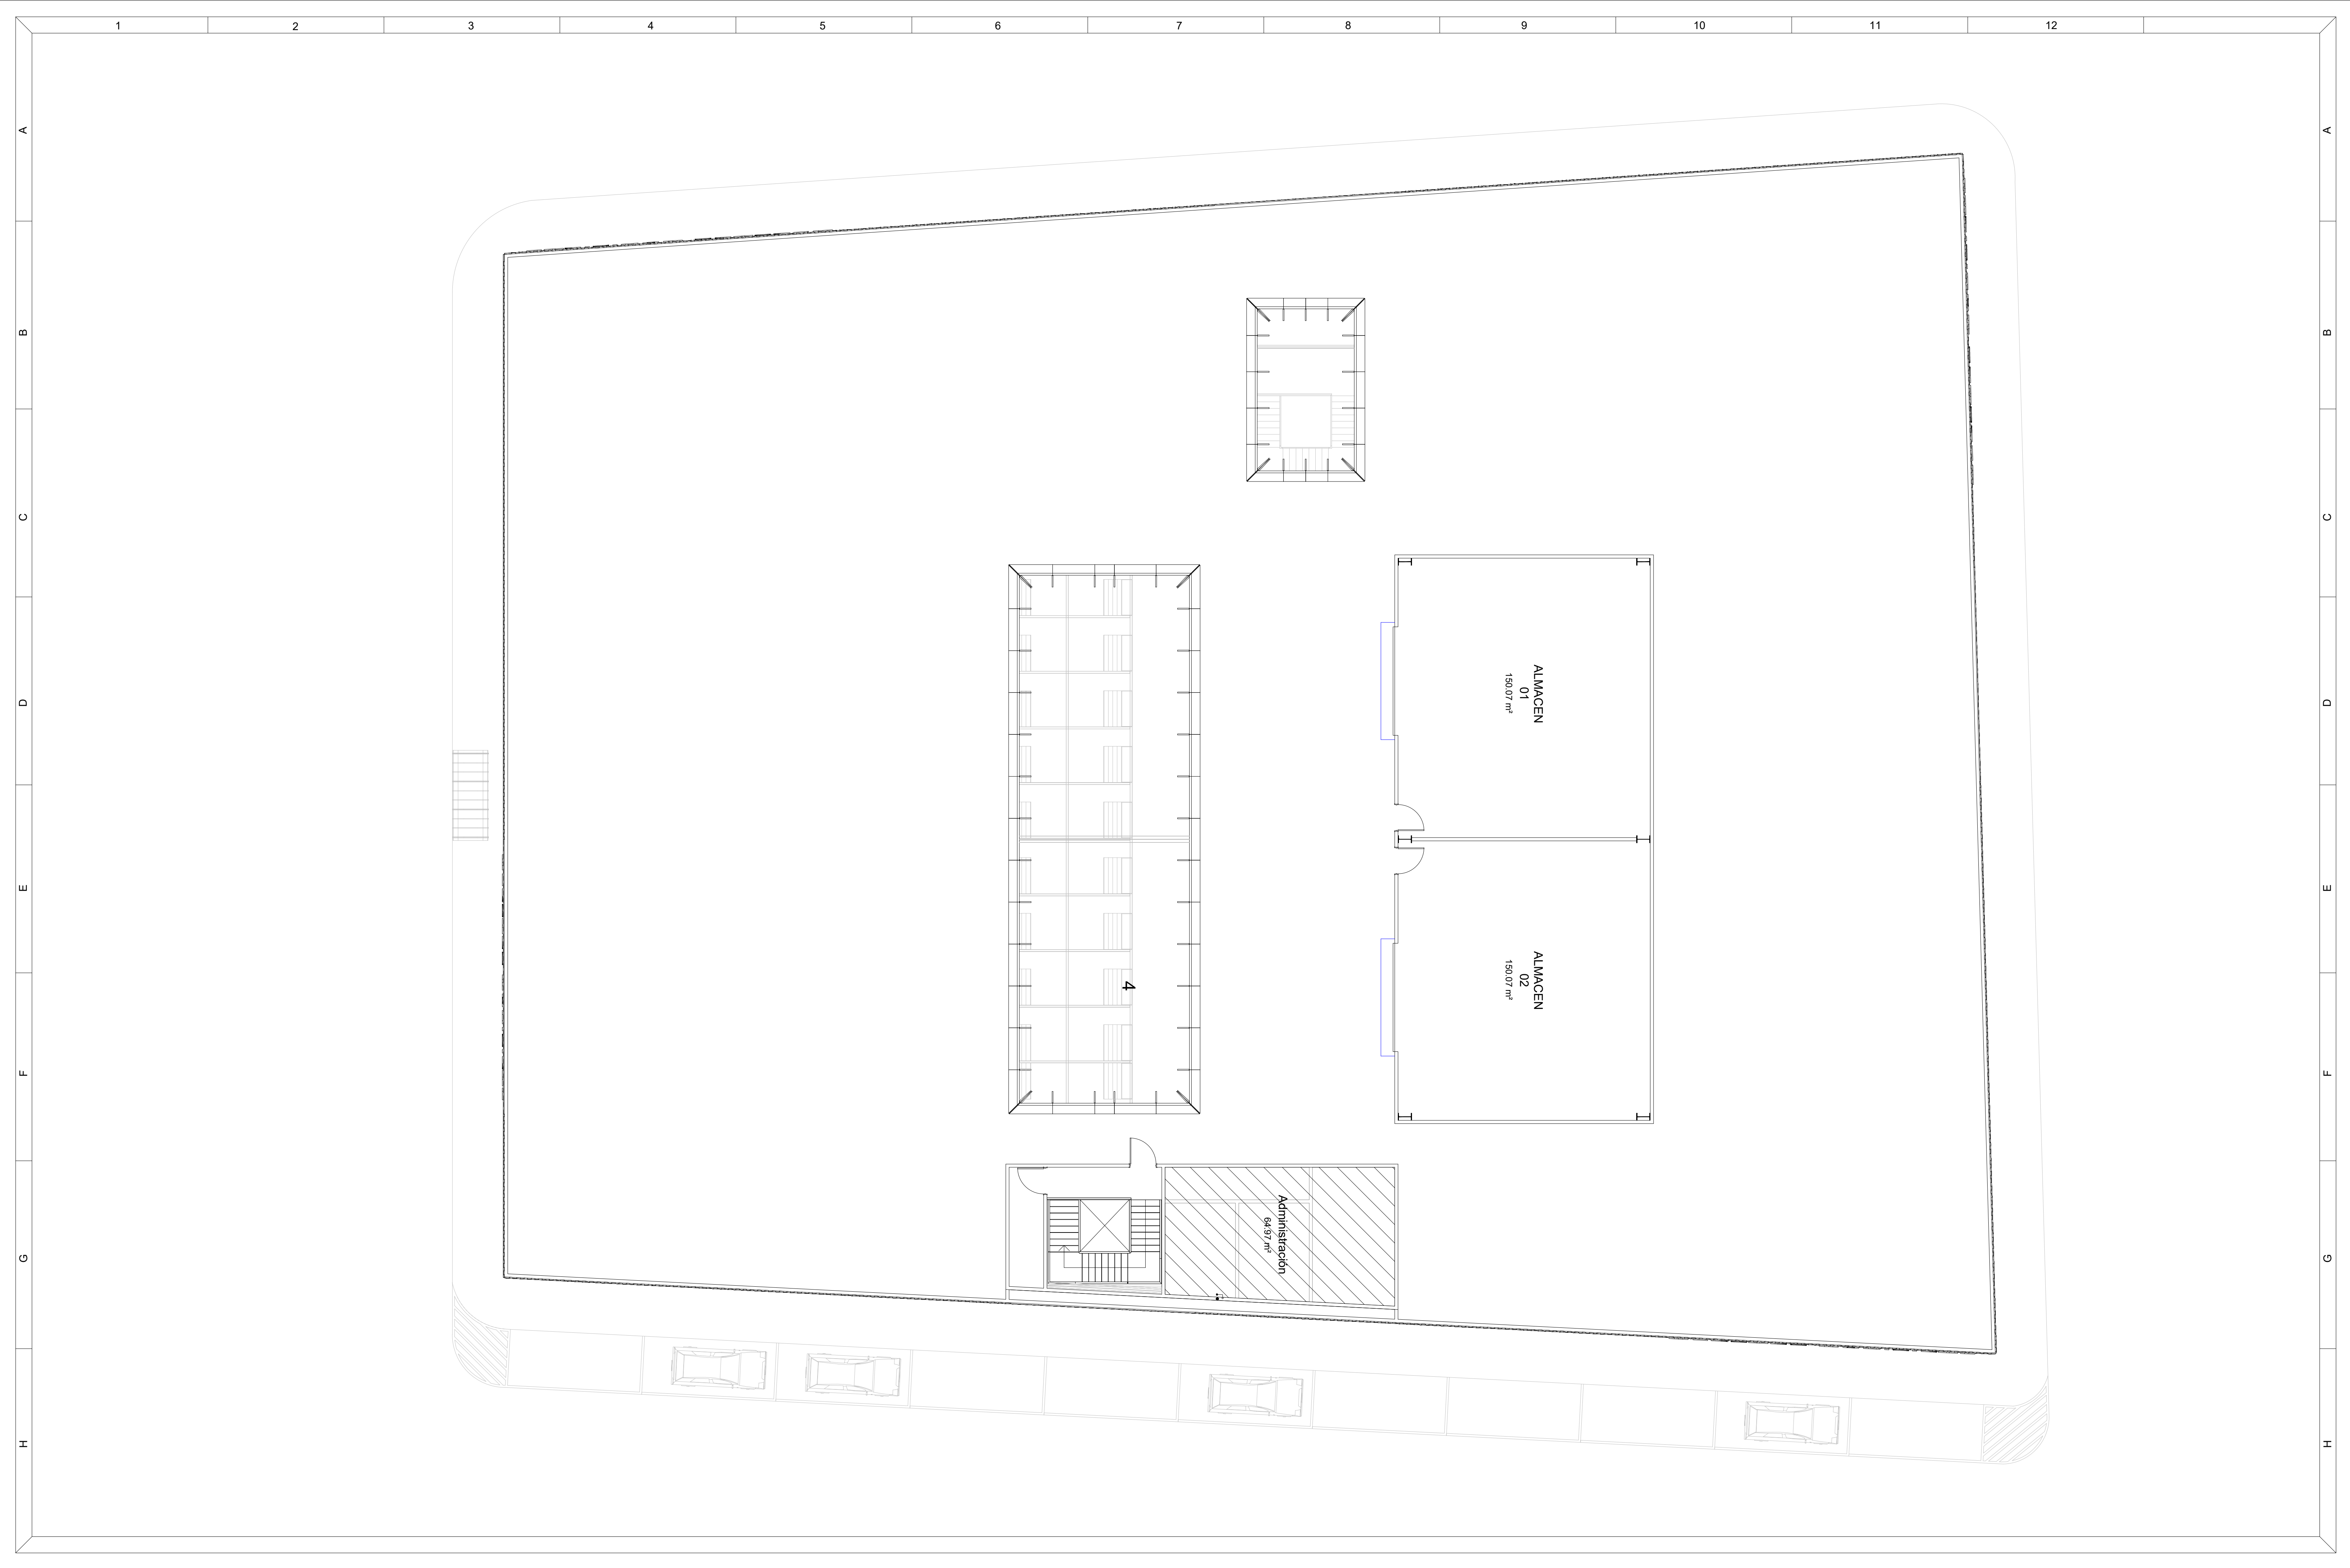 1 2 3 4 5 6 7 8 9 10 11 12
A A
B B
C C
D D
E E
F F
G G
H H
ALMACEN
01
150.07 m²
ALMACEN
02
150.07 m²
4
Administración
64.97 m²